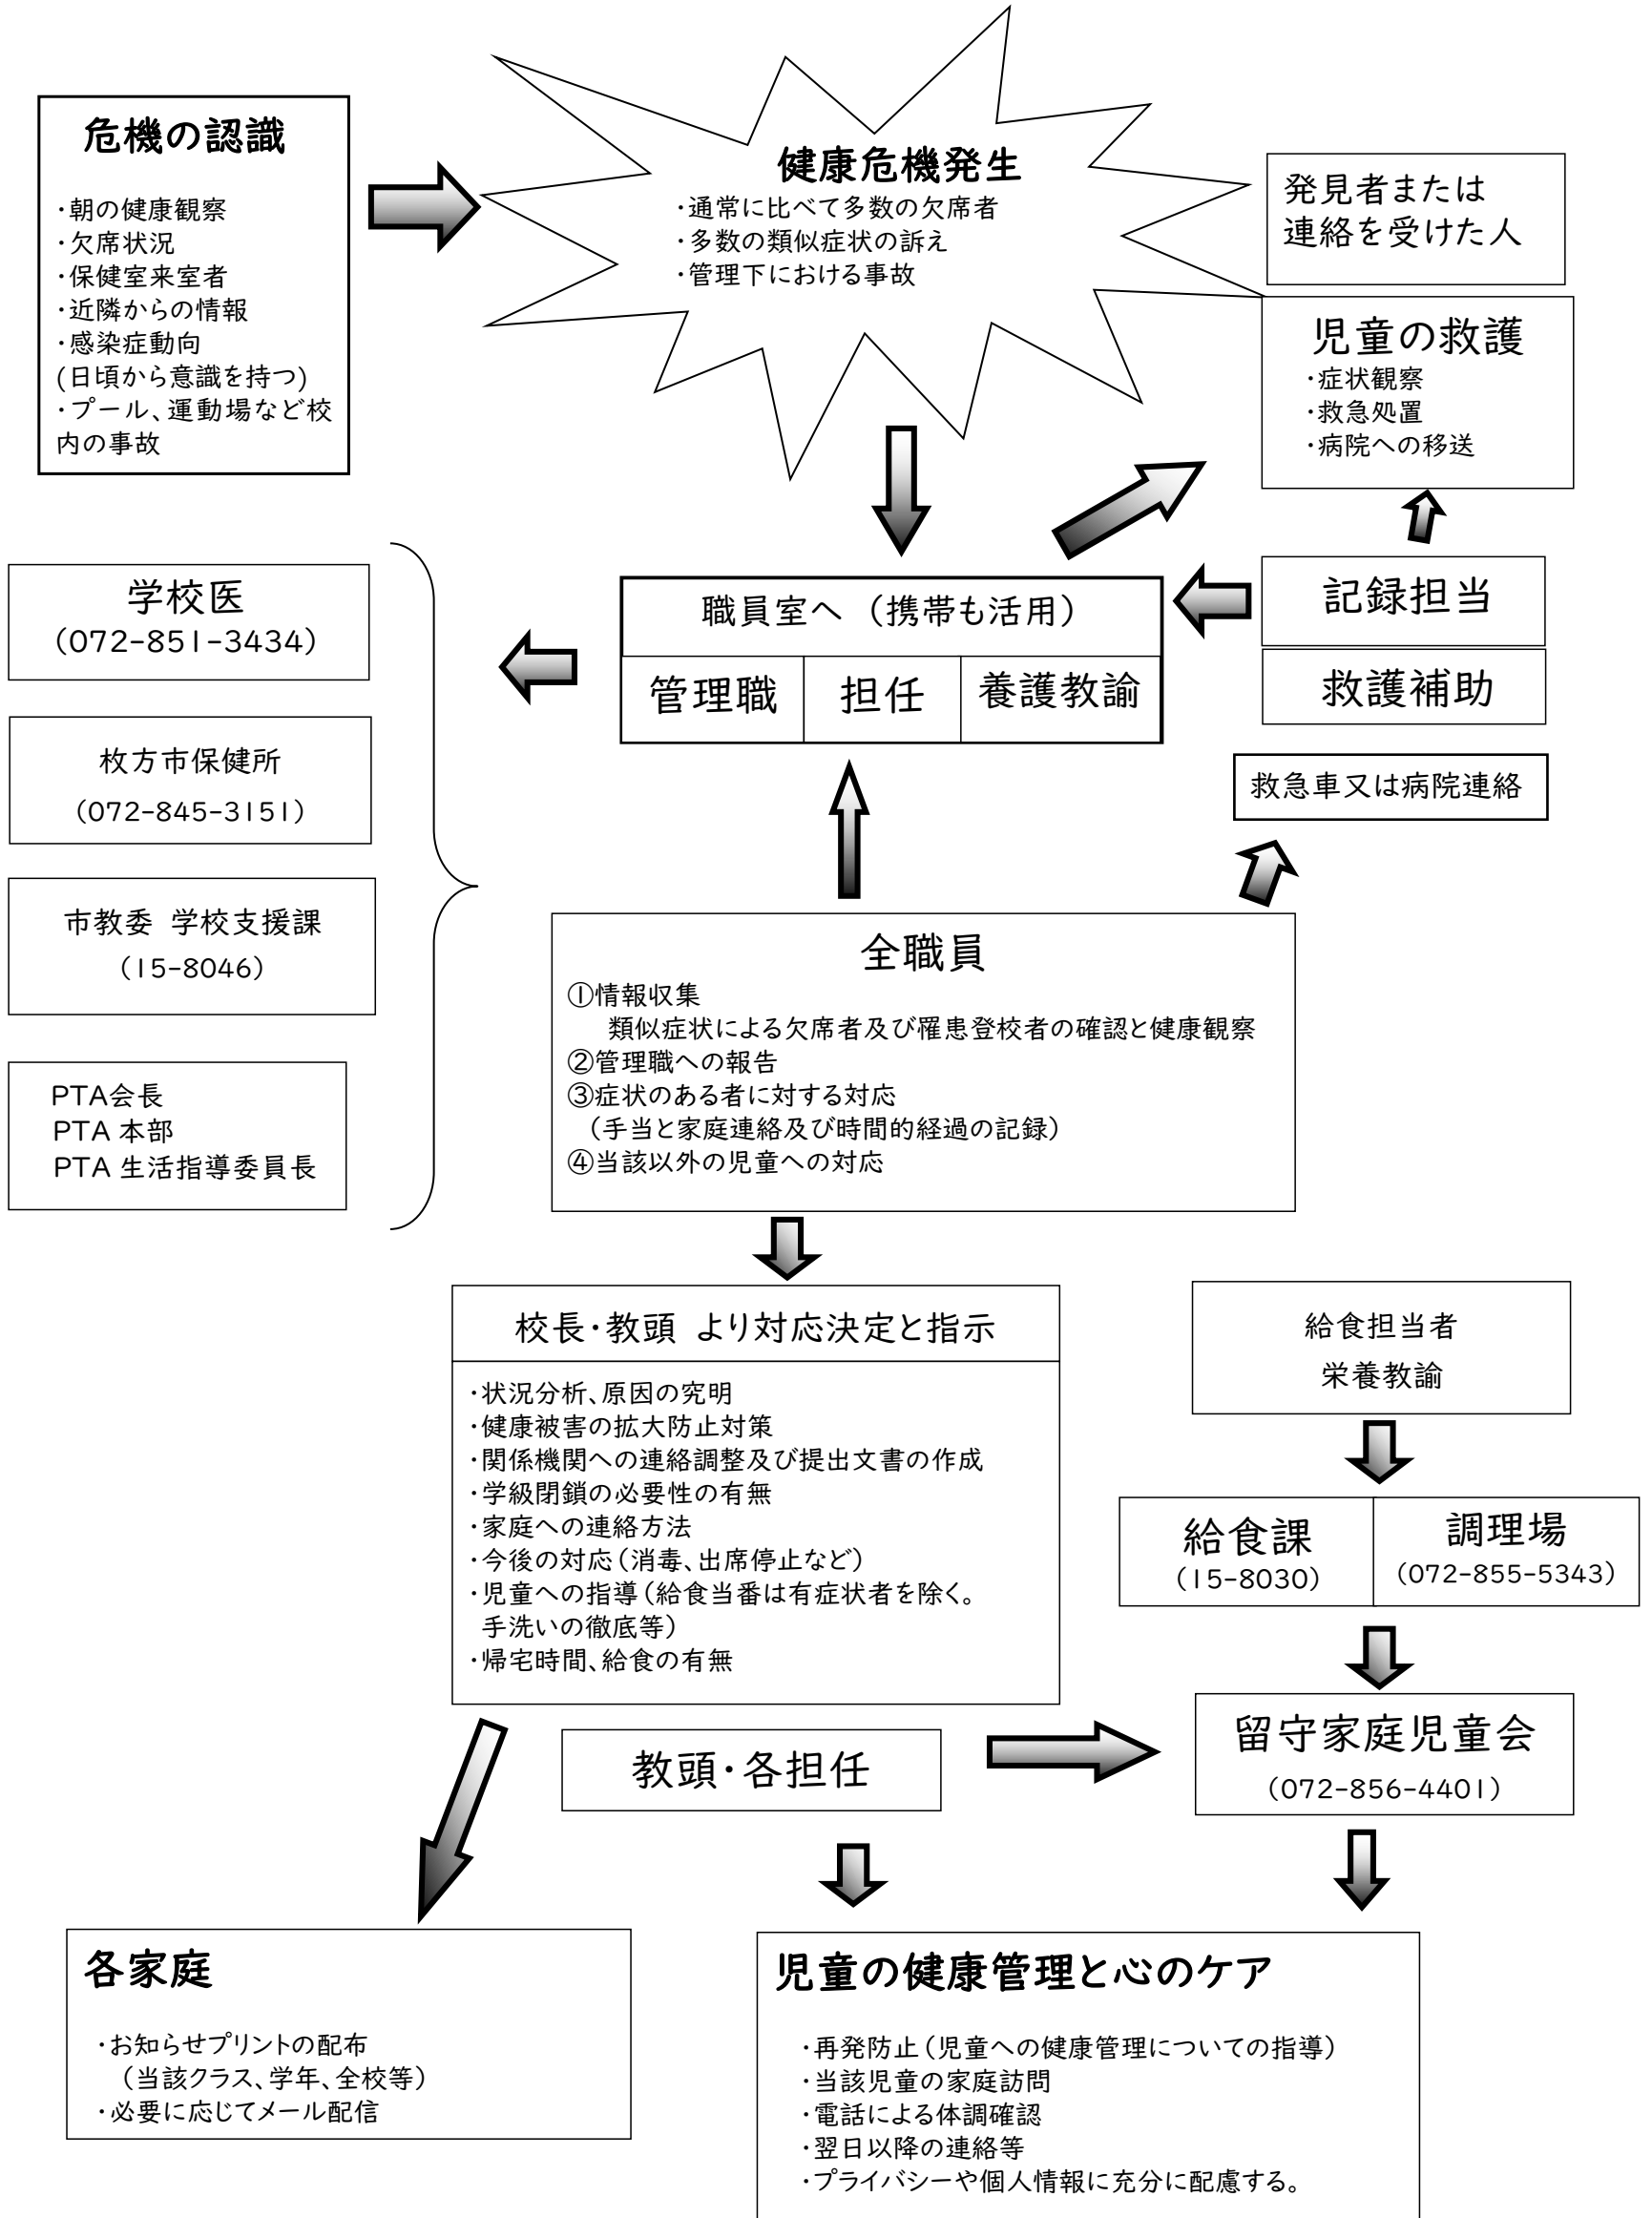 危機の認識
・朝の健康観察
・欠席状況
・保健室来室者
・近隣からの情報
・感染症動向
(日頃から意識を持つ)
・プール、運動場など校
内の事故
健康危機発生
・通常に比べて多数の欠席者
・多数の類似症状の訴え
・管理下における事故
発見者または
連絡を受けた人
児童の救護
・症状観察
・救急処置
・病院への移送
学校医
(072-851-3434)
枚方市保健所
(072-845-3151)
市教委 学校支援課
(15-8046)
PTA会長
PTA 本部
PTA 生活指導委員長
職員室へ (携帯も活用)
管理職
担任
養護教諭
記録担当
救護補助
救急車又は病院連絡
全職員
①情報収集
類似症状による欠席者及び罹患登校者の確認と健康観察
②管理職への報告
③症状のある者に対する対応
(手当と家庭連絡及び時間的経過の記録)
④当該以外の児童への対応
校長・教頭 より対応決定と指示
・状況分析、原因の究明
・健康被害の拡大防止対策
・関係機関への連絡調整及び提出文書の作成
・学級閉鎖の必要性の有無
・家庭への連絡方法
・今後の対応(消毒、出席停止など)
・児童への指導(給食当番は有症状者を除く。
手洗いの徹底等)
・帰宅時間、給食の有無
給食担当者
栄養教諭
給食課
(15-8030)
調理場
(072-855-5343)
教頭・各担任
留守家庭児童会
(072-856-4401)
各家庭
・お知らせプリントの配布
(当該クラス、学年、全校等)
・必要に応じてメール配信
児童の健康管理と心のケア
・再発防止(児童への健康管理についての指導)
・当該児童の家庭訪問
・電話による体調確認
・翌日以降の連絡等
・プライバシーや個人情報に充分に配慮する。